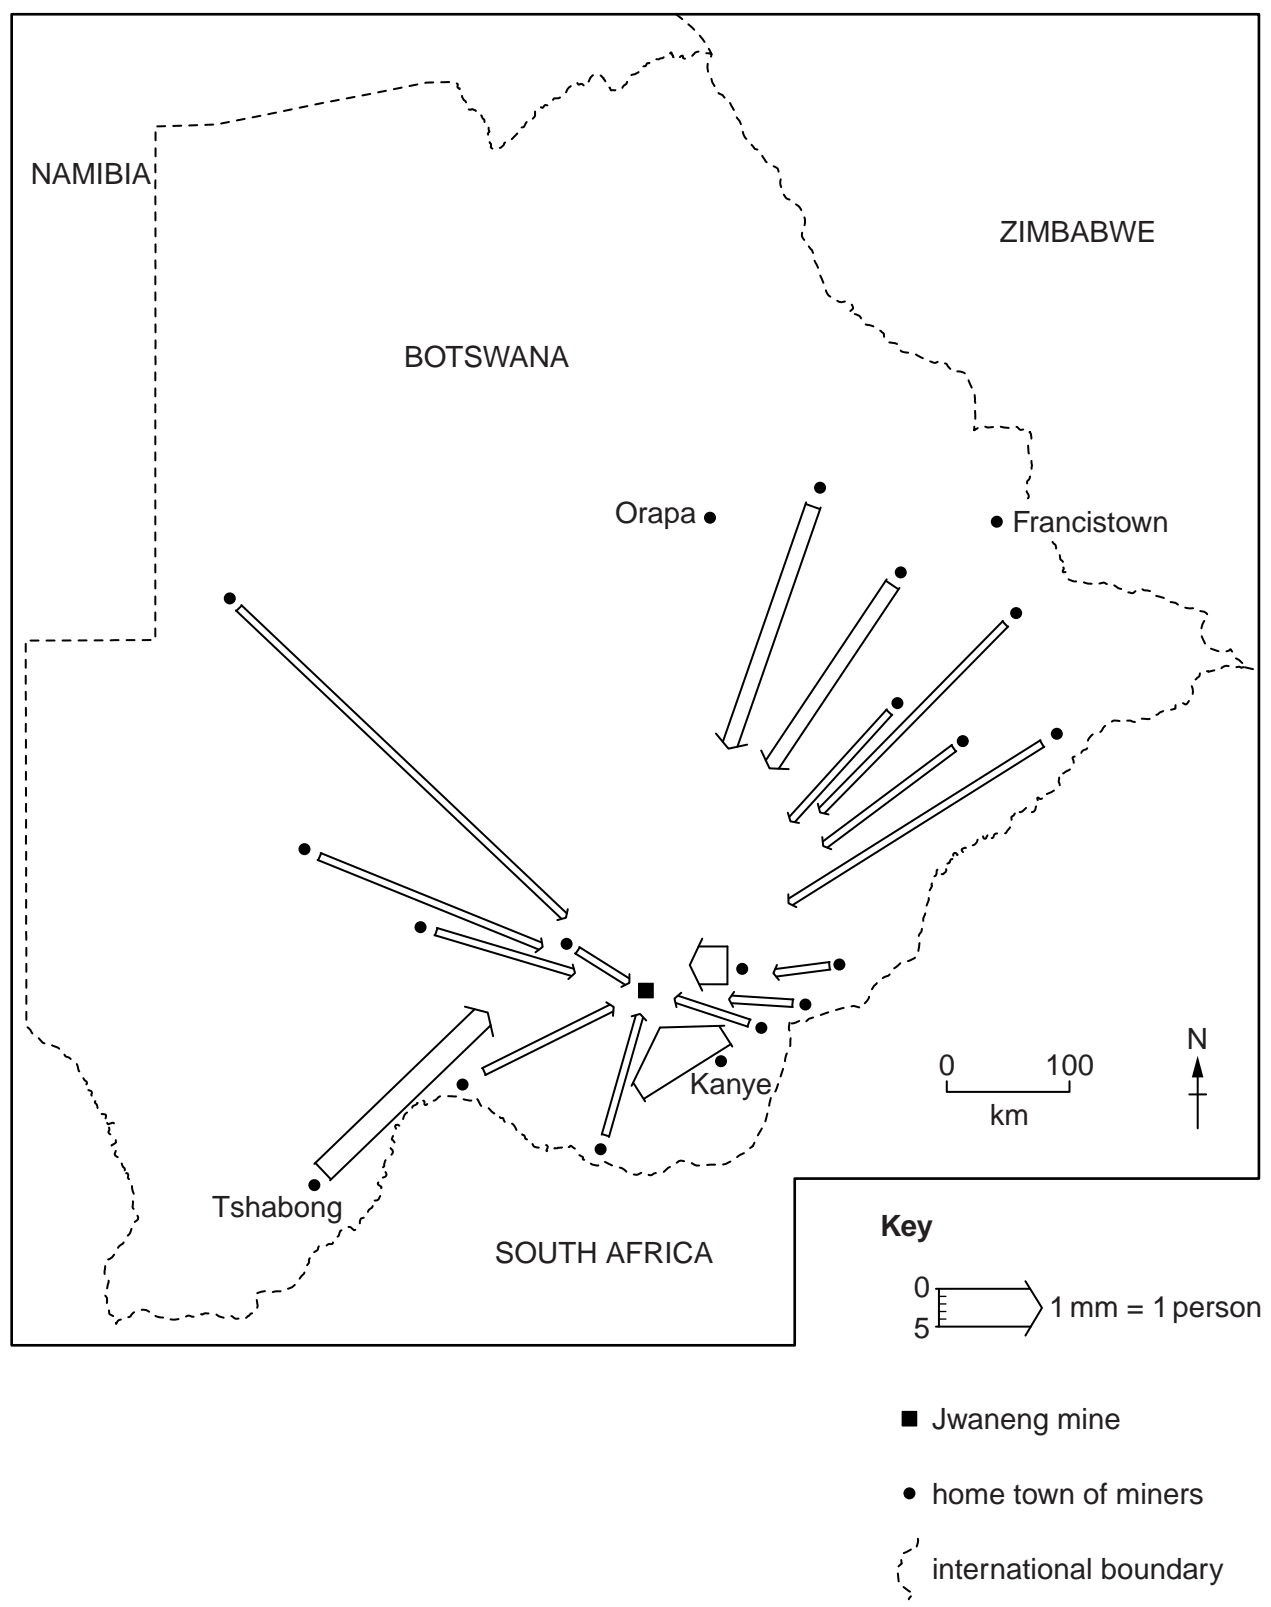 NAMIBIA
ZIMBABWE
BOTSWANA
Orapa
Francistown
N
0 100
km
Kanye
Tshabong
SOUTH AFRICA
Key
0
5
1 mm = 1 person
Jwaneng mine
home town of miners
international boundary